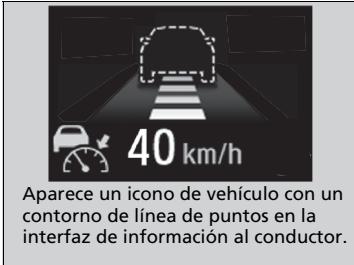 40 km/h
Aparece un icono de vehículo con un
contorno de línea de puntos en la
interfaz de información al conductor.